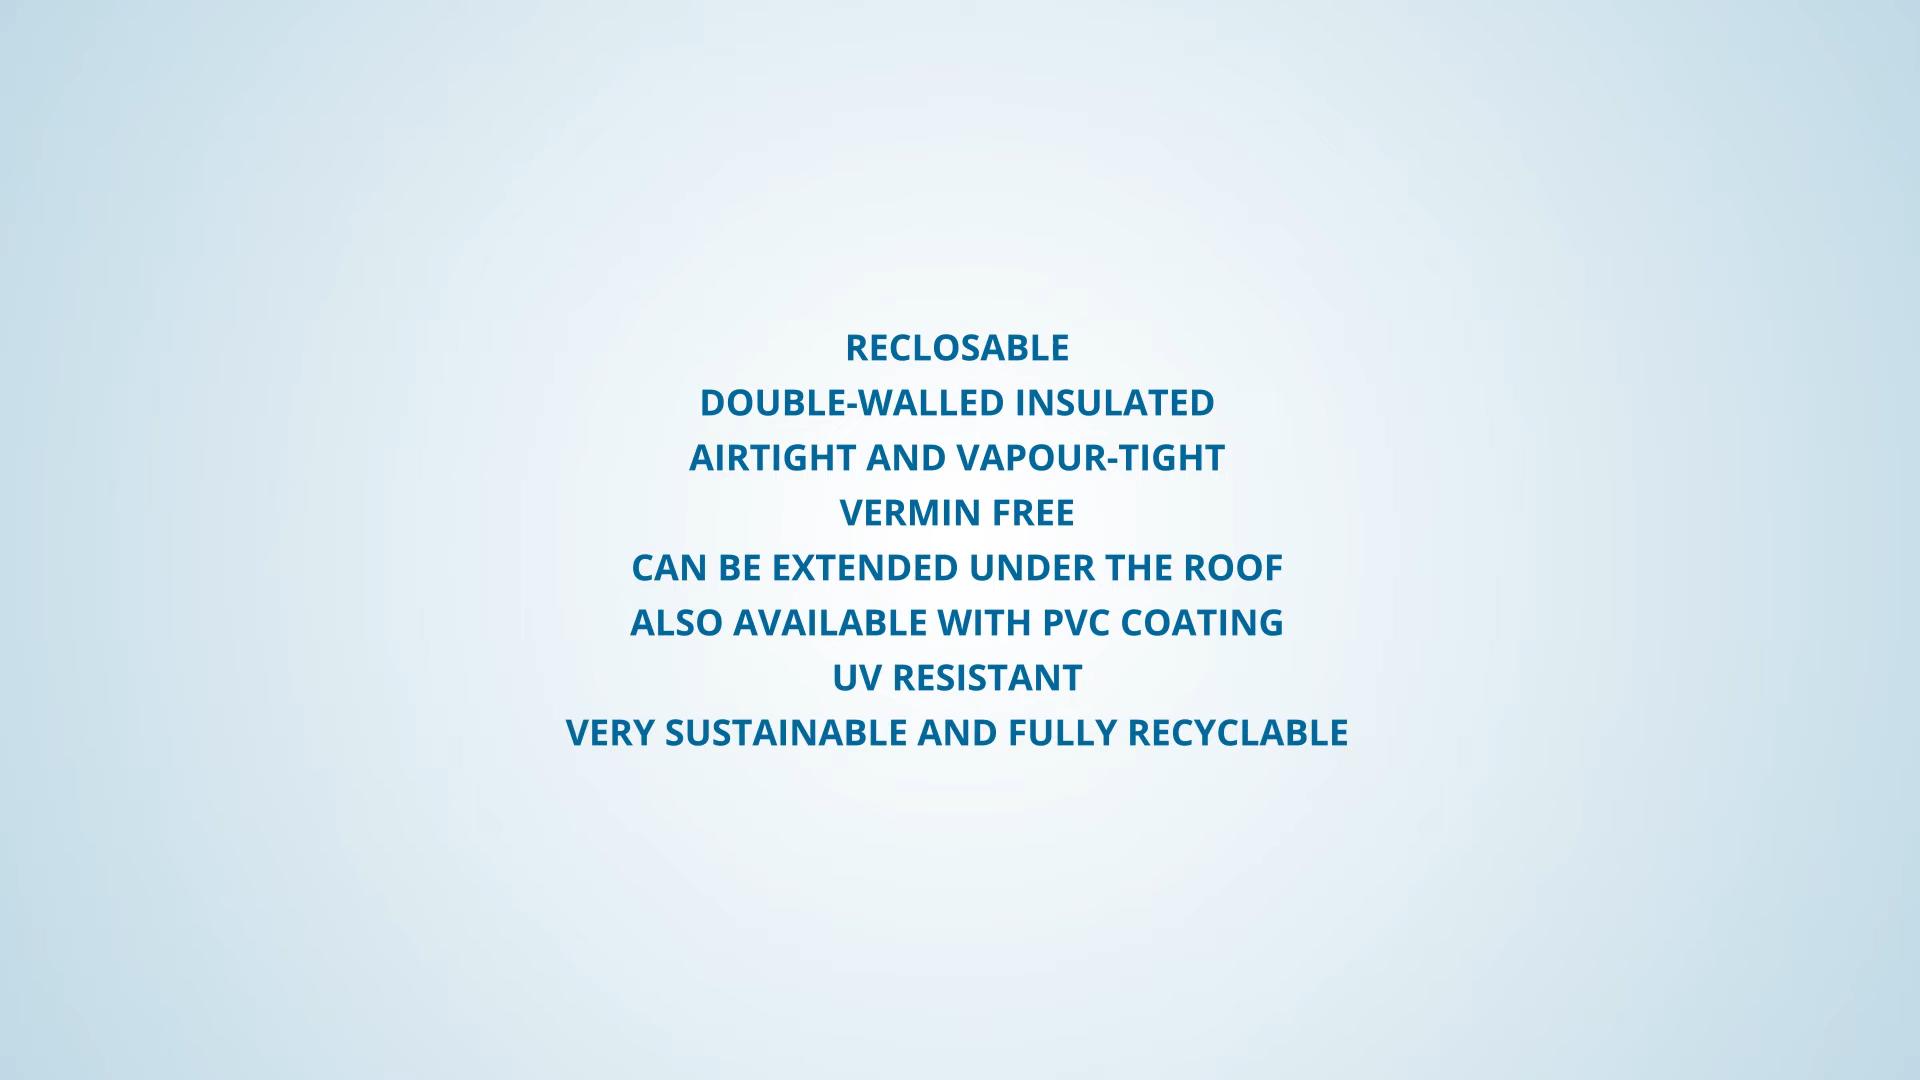 RECLOSABLE
DOUBLE-WALLED INSULATED
AIRTIGHT AND VAPOUR-TIGHT
VERMIN FREE
CAN BE EXTENDED UNDER THE ROOF
ALSO AVAILABLE WITH PVC COATING
UV RESISTANT
VERY SUSTAINABLE AND FULLY RECYCLABLE